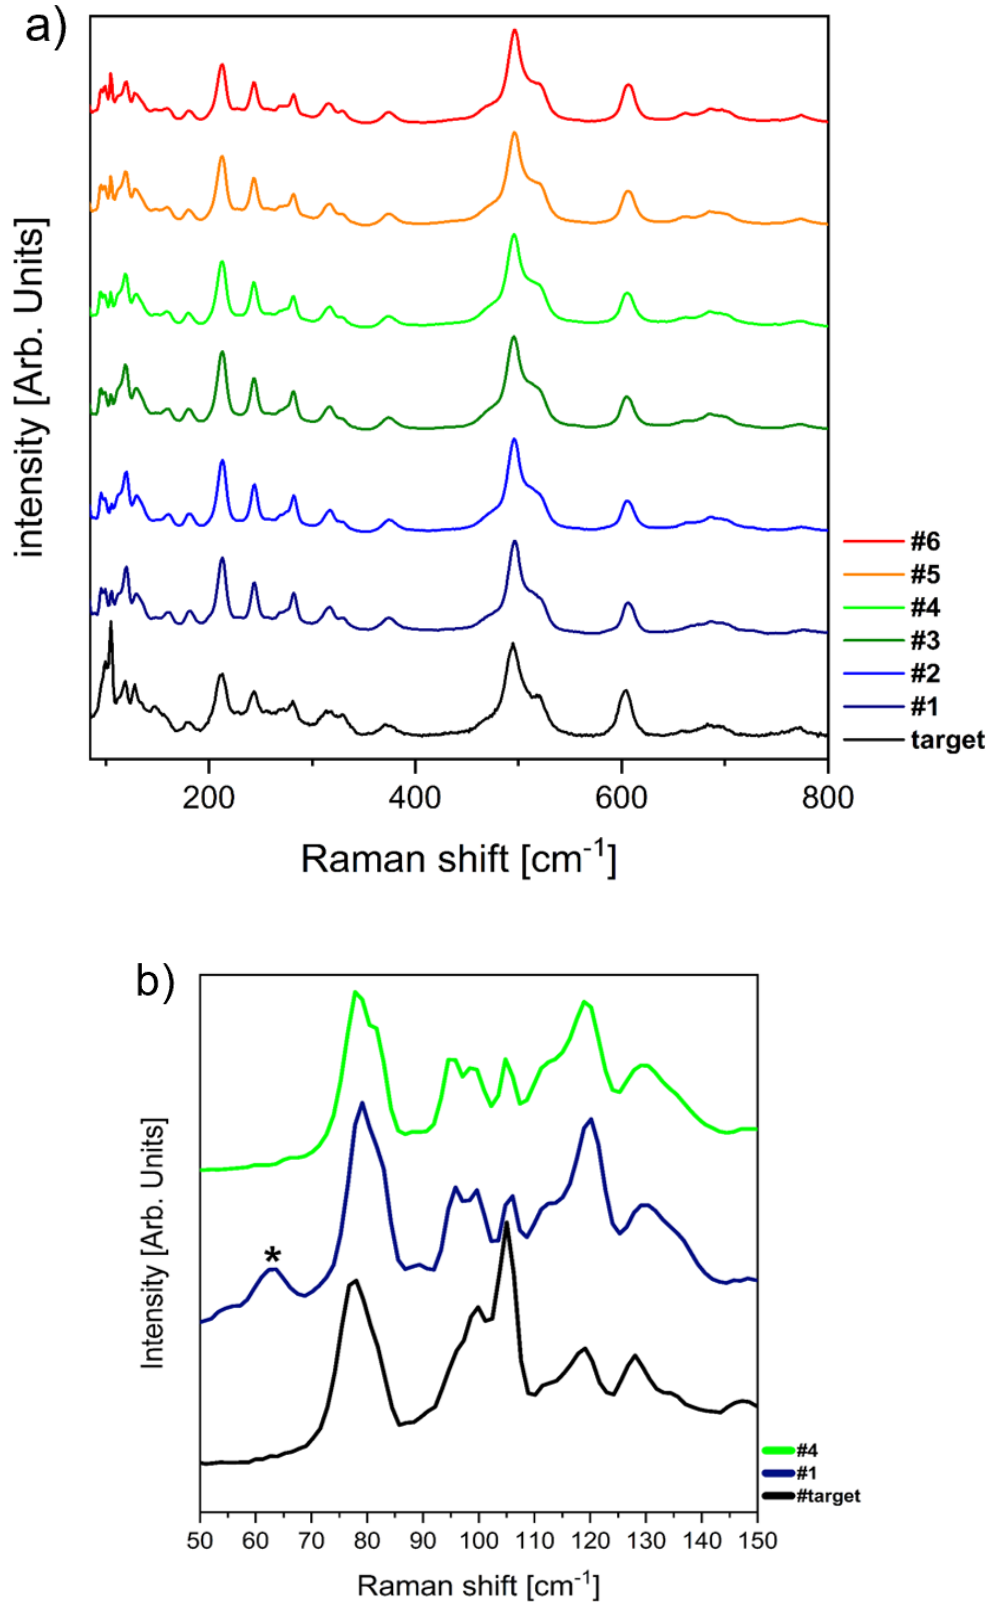 a)
intensity [Arb. Units]
#6
#5
#4
#3
#2
#1
target
200 400 600 800
Raman shift [cm-1]
b)
Intensity [Arb. Units]
*
#4
#1
#target
50 60 70 80 90 100 110 120 130 140 150
Raman shift [cm-1]